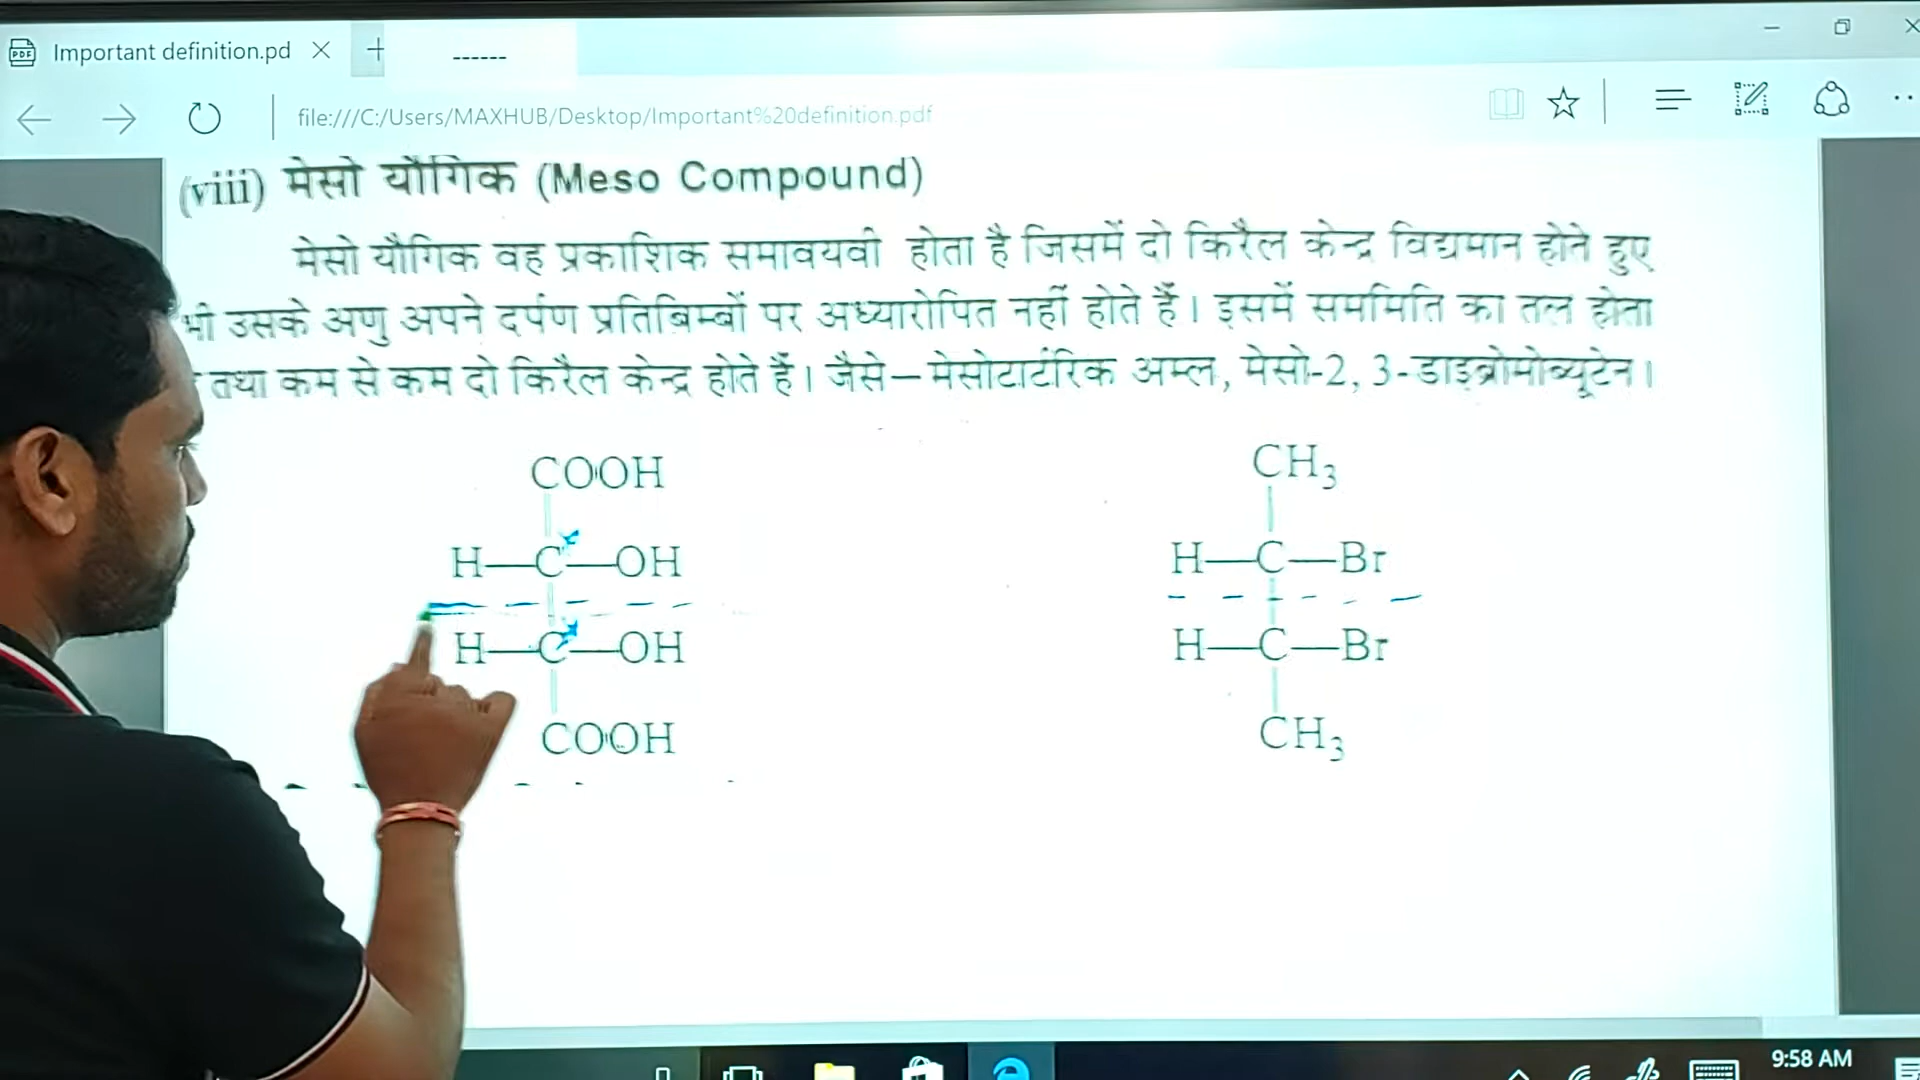 Important definition.pd
------
file:///C:/Users/MAXHUB/Desktop/Important%20definition.pdf
(viii) मेसो यौगिक (Meso Compound)
मेसो यौगिक वह प्रकाशिक समावयवी होता है जिसमें दो किरैल केन्द्र विद्यमान होते हुए
भी उसके अणु अपने दर्पण प्रतिबिम्बों पर अध्यारोपित नहीं होते हैं। इसमें सममिति का तल होता
तथा कम से कम दो किरैल केन्द्र होते हैं। जैसे–मेसोटार्टरिक अम्ल, मेसो-2, 3-डाइब्रोमोब्यूटेन।
COOH
H—C—OH
H—C—OH
COOH
CH₃
H—C—Br
H—C—Br
CH₃
9:58 AM